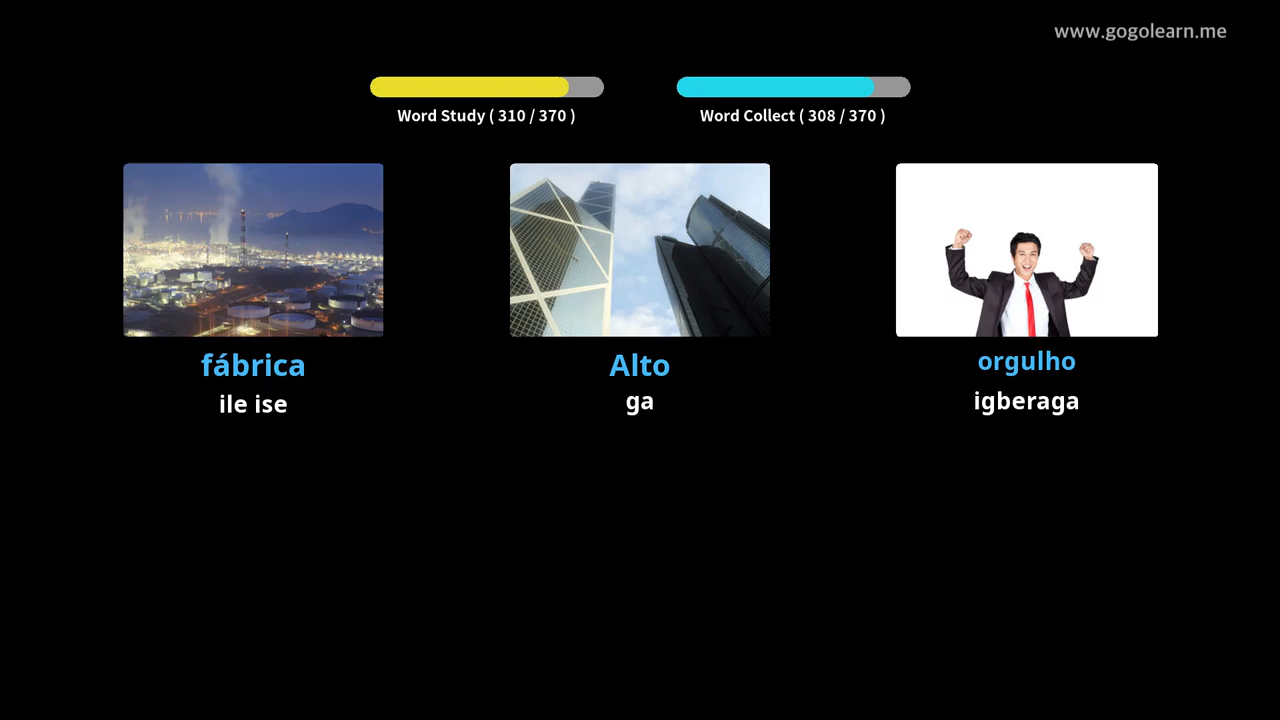 www.gogolearn.me
Word Study ( 310 / 370 )
Word Collect ( 308 / 370 )
fábrica
ile ise
Alto
ga
orgulho
igberaga